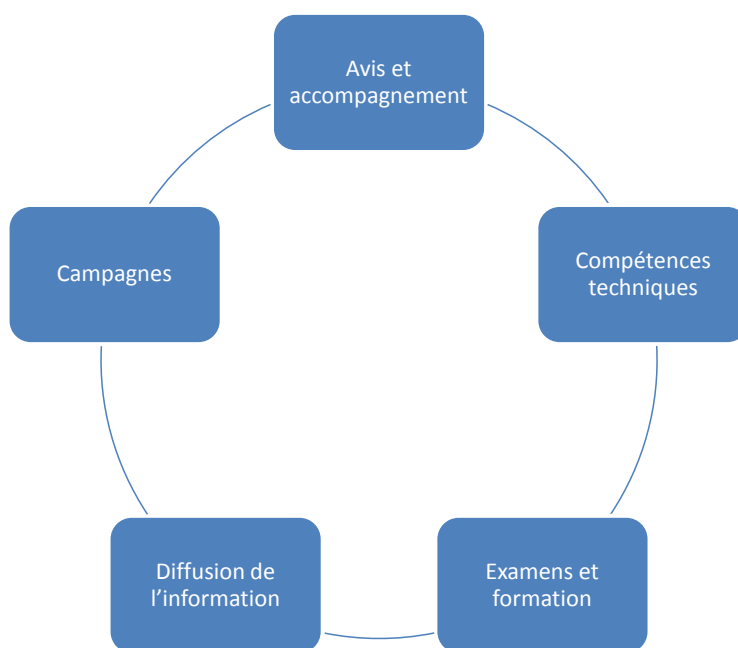 Avis et
accompagnement
Compétences
techniques
Examens et
formation
Diffusion de
l’information
Campagnes